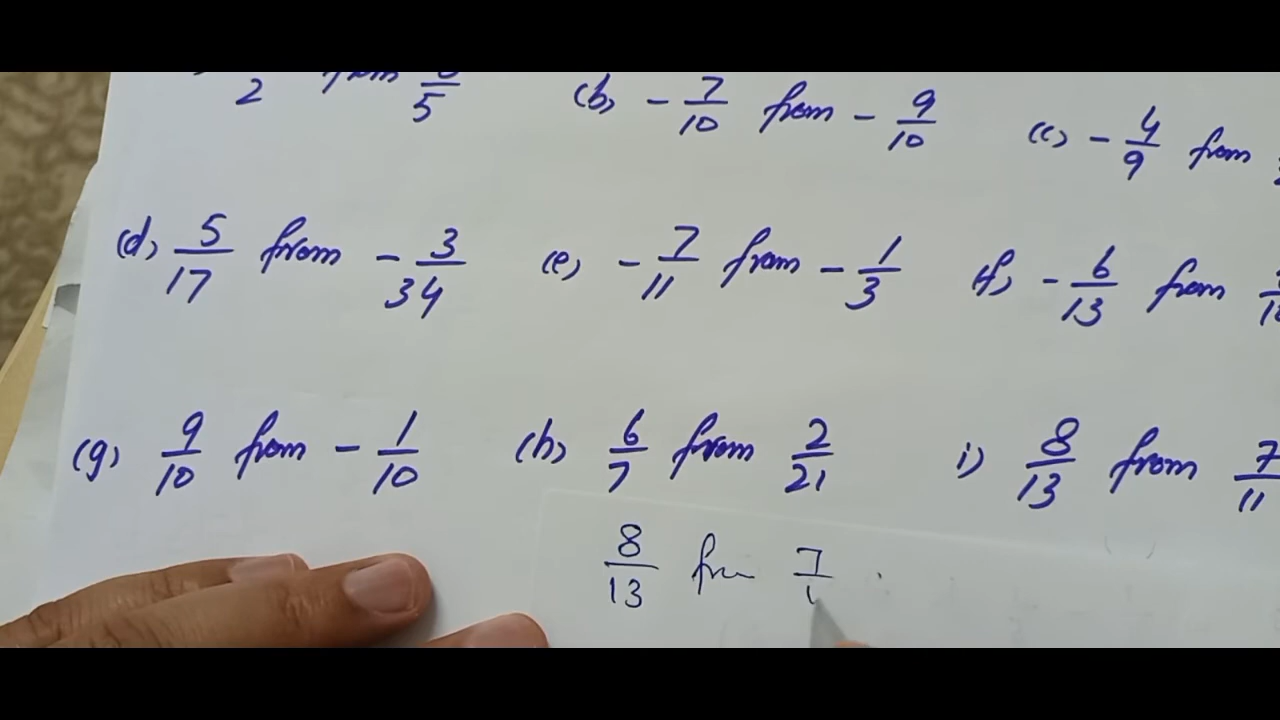 2 from 6/5 (b) - 7/10 from - 9/10 (c) - 4/9 from
(d) 5/17 from - 3/34 (e) - 7/11 from - 1/3 (f) - 6/13 from
(g) 9/10 from - 1/10 (h) 6/7 from 2/21 i) 8/13 from 7/11
8/13 from 7/1